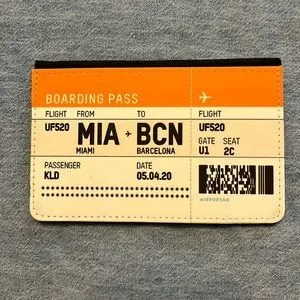 BOARDING PASS
FLIGHT FROM TO FLIGHT
UF520 MIA BCN UF520
MIAMI BARCELONA GATE SEAT
U1 2C
PASSENGER DATE
KLD 05.04.20
AIRPORTAG